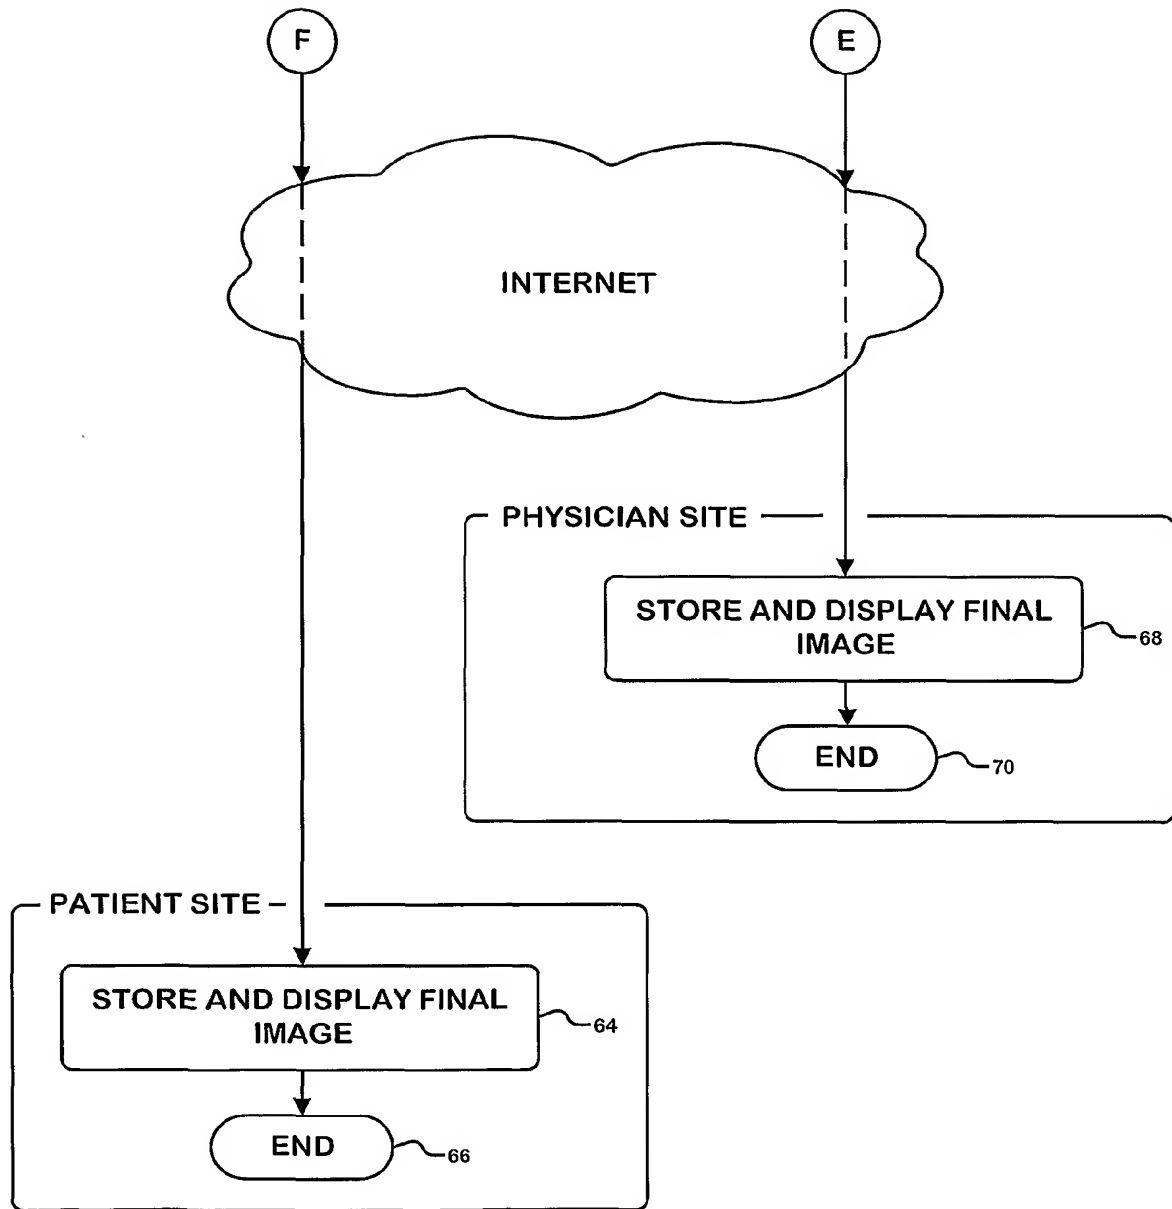 F
E
INTERNET
PHYSICIAN SITE
STORE AND DISPLAY FINAL
IMAGE
68
END
70
PATIENT SITE
STORE AND DISPLAY FINAL
IMAGE
64
END
66